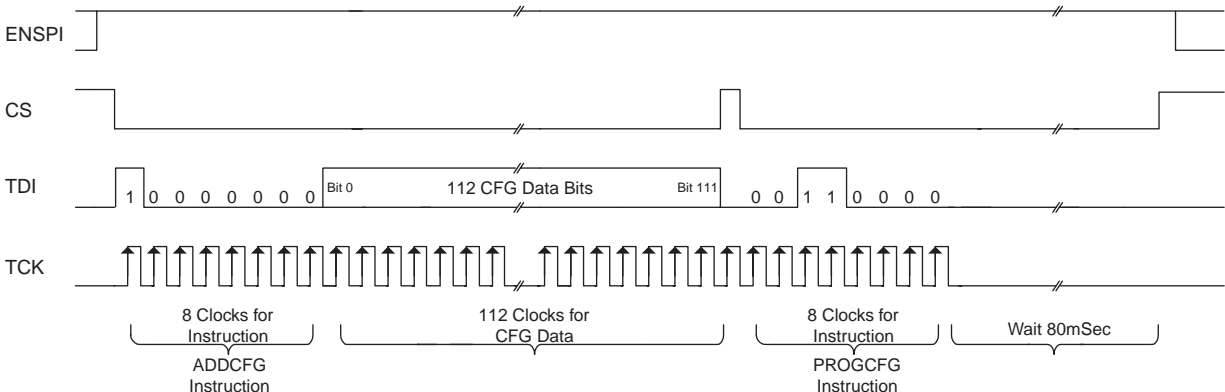 ENSPI
CS
TDI
1 0 0 0 0 0 0 0
Bit 0
112 CFG Data Bits
Bit 111
0 0 1 1 0 0 0 0
TCK
8 Clocks for
Instruction
112 Clocks for
CFG Data
8 Clocks for
Instruction
Wait 80mSec
ADDCFG
Instruction
PROGCFG
Instruction